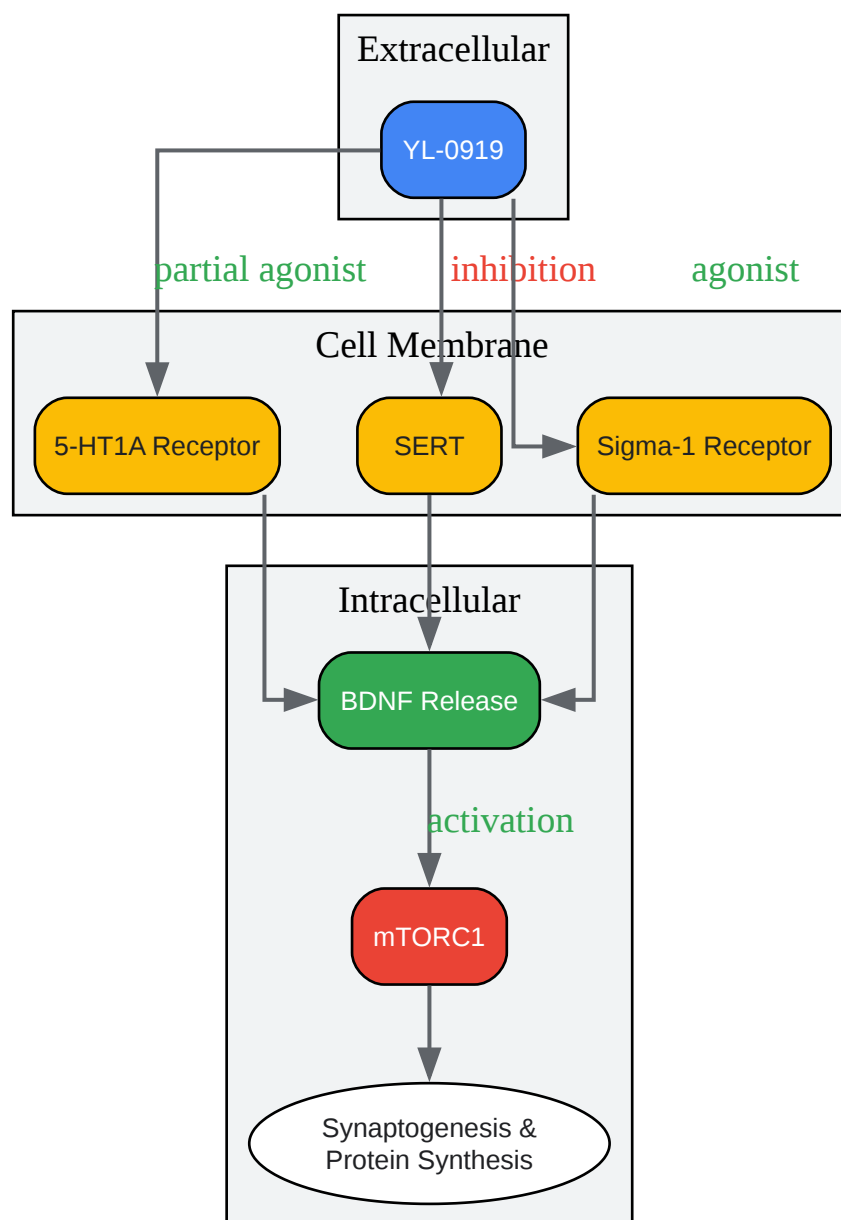 Extracellular
YL-0919
partial agonist
inhibition
agonist
Cell Membrane
5-HT1A Receptor
SERT
Sigma-1 Receptor
Intracellular
BDNF Release
activation
mTORC1
Synaptogenesis &
Protein Synthesis